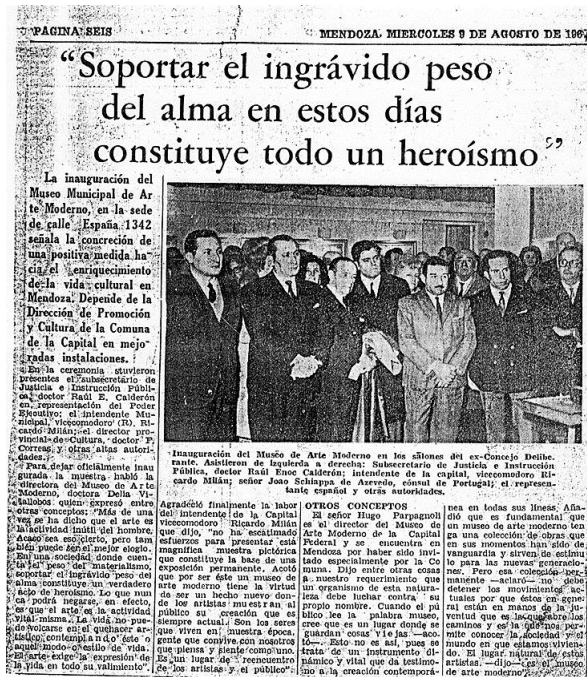 PAGINA SEIS
MENDOZA, MIERCOLES 9 DE AGOSTO DE 196
“Soportar el ingrávido peso
del alma en estos días
constituye todo un heroísmo”
La inauguración del
Museo Municipal de Ar
te Moderno, en la sede
de calle España 1342
señala la concreción de
una positiva medida ha
cia el enriquecimiento
de la vida cultural en
Mendoza. Depende de la
Dirección de Promoción
y Cultura de la Comuna
de la Capital en mejo
radas instalaciones.
En la ceremonia stuvieron
presentes el subsecretario de
Justicia e Instrucción Públi
ca, doctor Raúl E. Calderón
en representación del Poder
Ejecutivo; el intendente Mu
nicipal, vicecomodoro (R). Ri
cardo Milán; el director pro
vincial de Cultura, doctor P.
Correas, y otras altas autori
dades.
Para dejar oficialmente inau
gurada la muestra habló la
directora del Museo de Arte
Moderno, doctora Delia Vi
llalobos quien expresó entre
otros conceptos: "Más de una
vez se ha dicho que el arte es
la actividad inútil del hombre.
Acaso sea eso cierto, pero tam
bién puede ser el mejor elogio.
En una sociedad donde cuen
ta el peso del materialismo,
soportar el ingrávido peso del
alma constituye un verdadero
acto de heroísmo. Lo que nun
ca podrá negarse, en efecto,
es que el arte es la actividad
vital misma. La vida no pue
de volcarse en el quehacer ar
tístico contemplando este o
aquel modo o estilo de vida.
El arte exige la expresión de
la vida en todo su valimiento".
Inauguración del Museo de Arte Moderno en los salones del ex-Concejo Delibe
rante. Asistieron de izquierda a derecha: Subsecretario de Justicia e Instrucción
Pública, doctor Raúl Enoc Calderón; intendente de la capital, vicecomodoro Ri
cardo Milán; señor Joao Schiappa de Azevedo, cónsul de Portugal; el represen
tante español y otras autoridades.
Agradeció finalmente la labor
del intendente de la Capital
vicecomodoro Ricardo Milán
que dijo, "no ha escatimado
esfuerzos para presentar está
magnífica muestra pictórica
que constituye la base de una
exposición permanente. Acotó
que por ser éste un museo de
arte moderno tiene la virtud
de ser un hecho nuevo don-
de los artistas muestran al
público su creación que es
siempre actual. Son los seres
que viven en nuestra época,
gente que convive con nosotros
que piensa y siente como uno.
Es un lugar de "reencuentro
de los artistas y el público".
OTROS CONCEPTOS
El señor Hugo Parpagnoli
es el director del Museo de
Arte Moderno de la Capital
Federal y se encuentra en
Mendoza por haber sido invi
tado especialmente por la Co
muna. Dijo entre otras cosas
a nuestro requerimiento que
un organismo de esta natura
leza debe luchar contra su
propio nombre. Cuando el pú
blico lee la palabra museo,
cree que es un lugar donde se
guardan cosas viejas —aco
tó—. Esto no es así, pues se
trata de un instrumento di
námico y vital que da testimo
nio a la creación contemporá
nea en todas sus líneas. Aña
dió que es fundamental que
un museo de arte moderno ten
ga una colección de obras que
en sus momentos han sido de
vanguardia y sirven de estímu
lo para las nuevas generacio
nes. Pero esa colección per
manente —aclaró— no debe
detener los movimientos ac
tuales por que éstos en gene
ral están en manos de la ju
ventud que es la que abre los
caminos y la que nos per
mite conocer la sociedad y el
mundo en que estamos vivien
do. El lugar natural de estos
artistas —dijo— es el museo
de arte moderno".